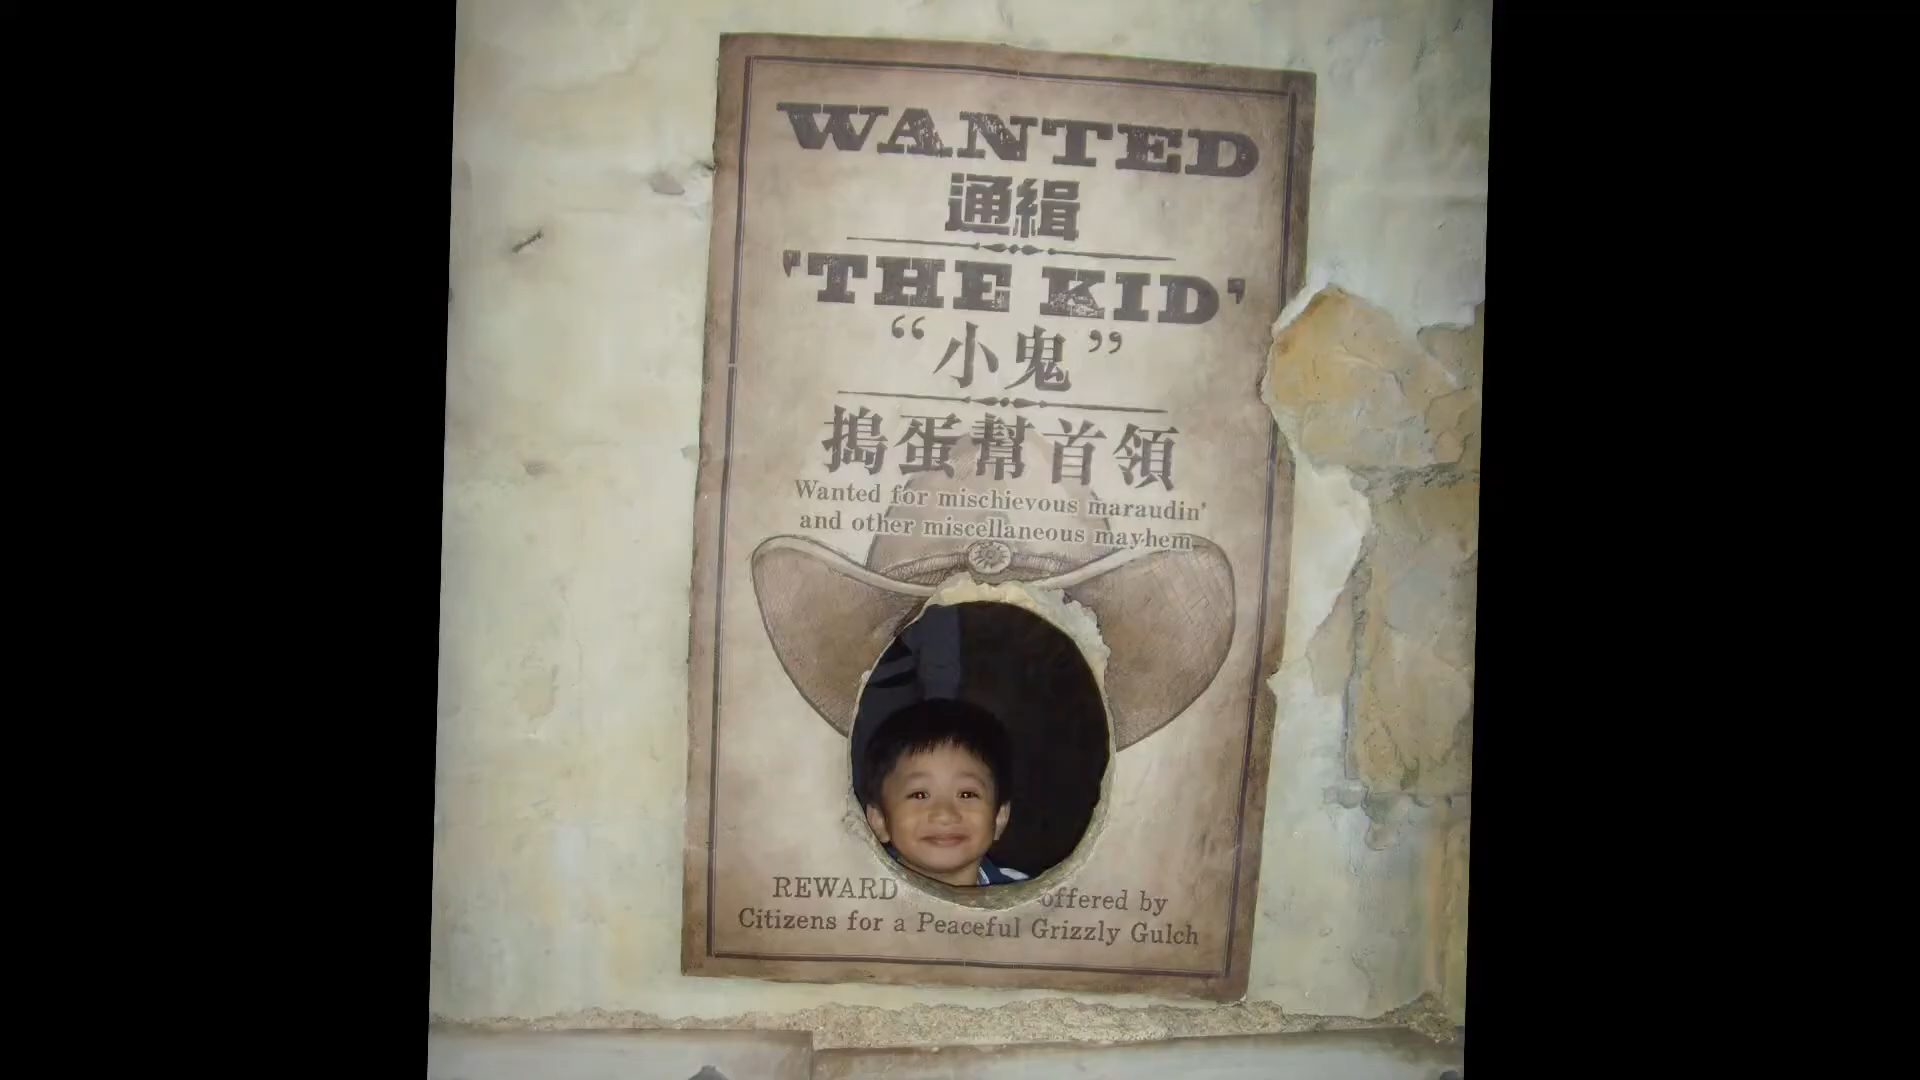 WANTED
通緝
'THE KID'
“小鬼”
搗蛋幫首領
Wanted for mischievous maraudin'
and other miscellaneous mayhem
REWARD offered by
Citizens for a Peaceful Grizzly Gulch